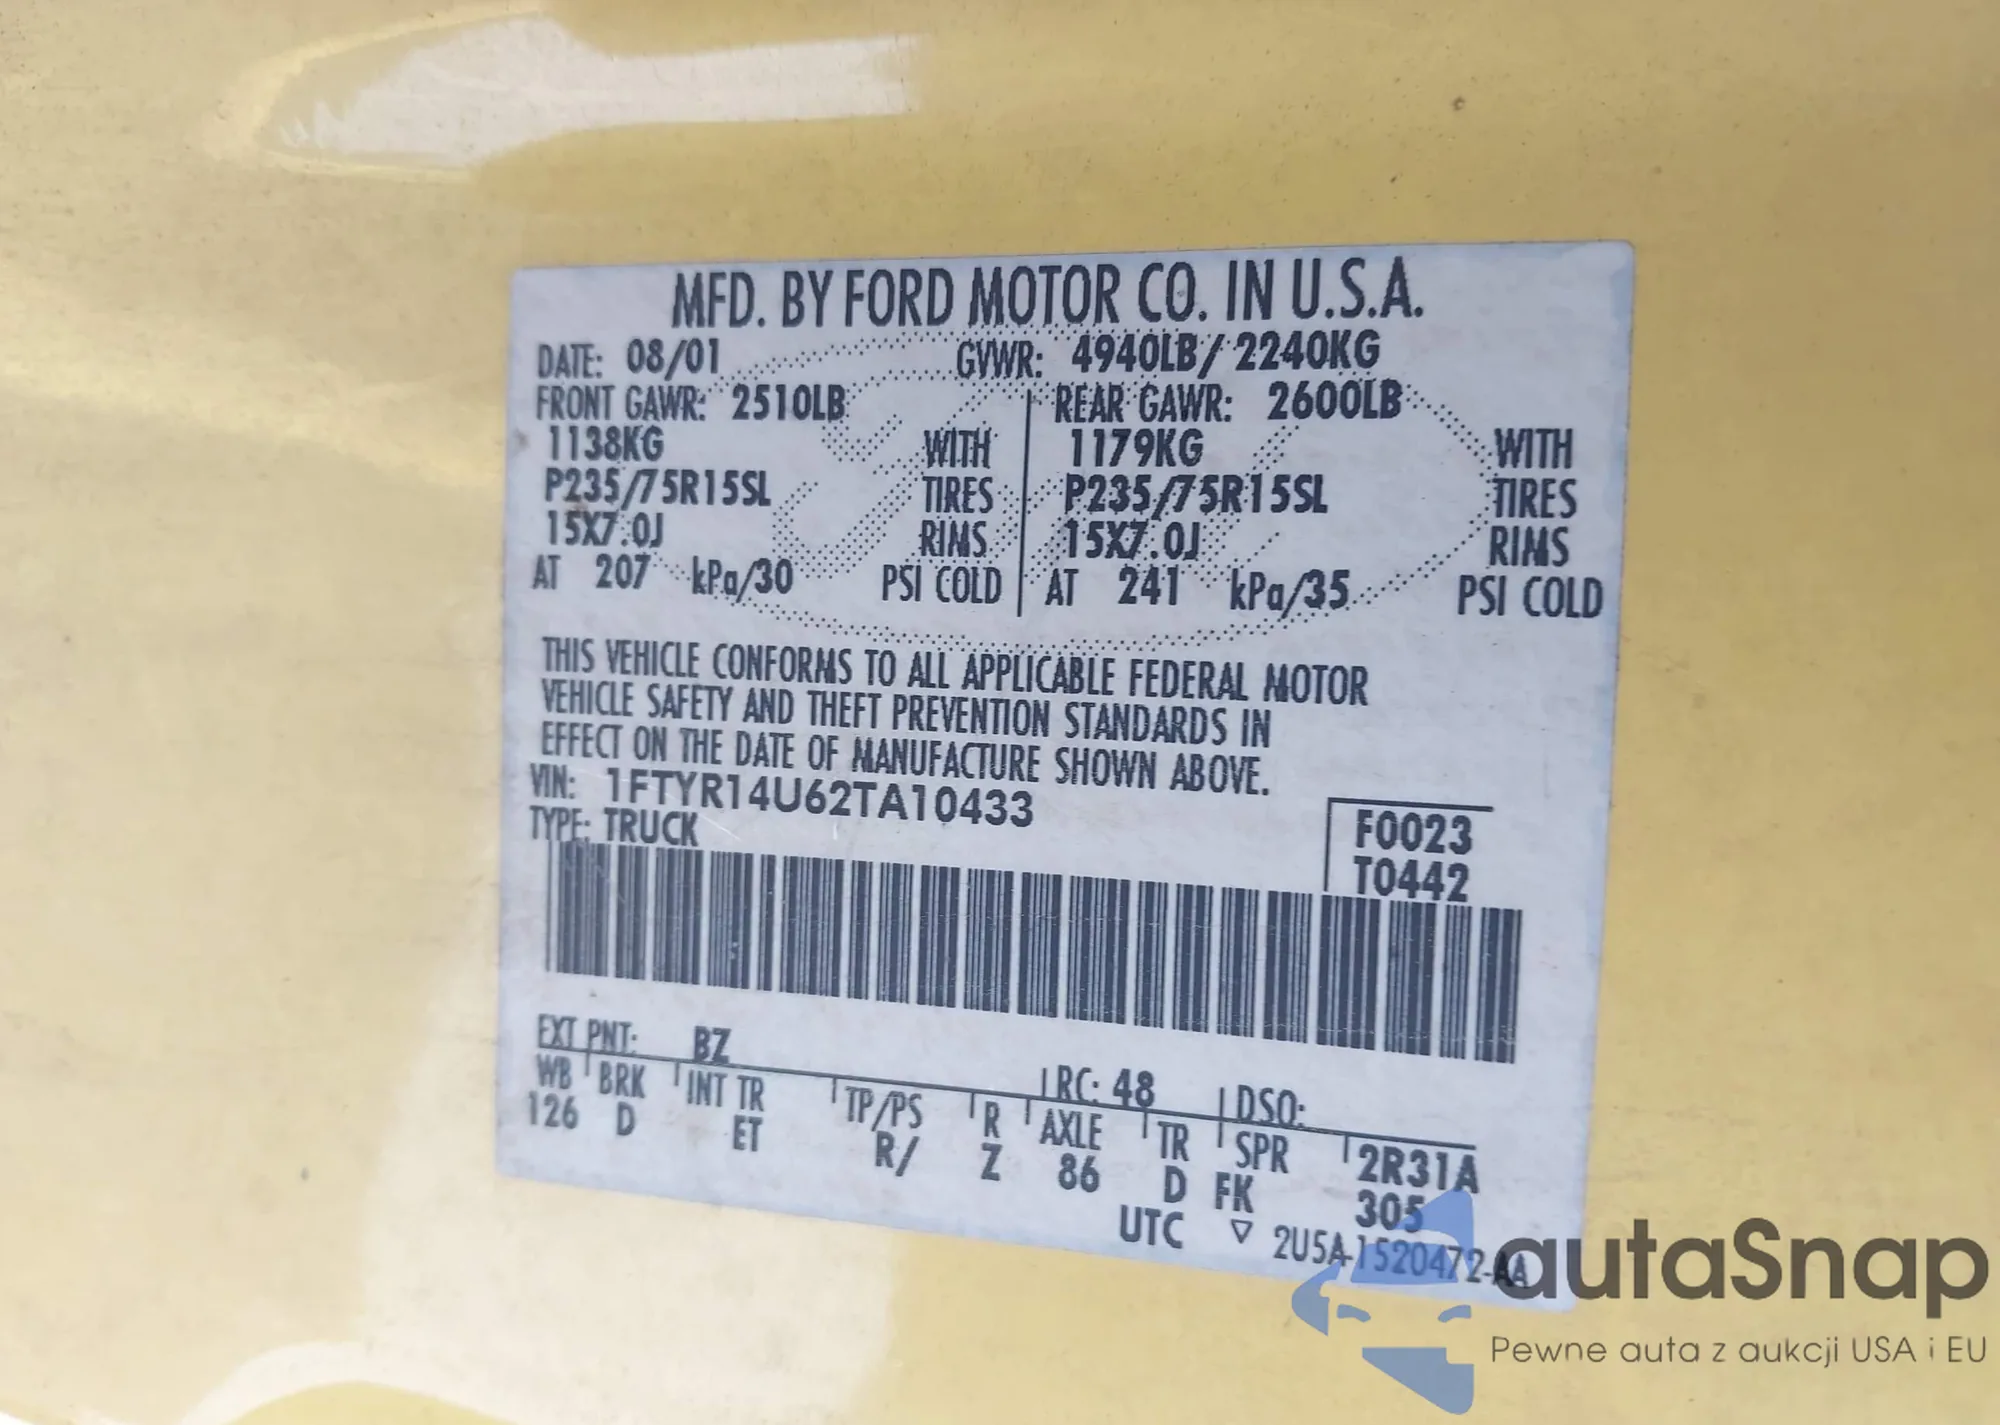 MFD. BY FORD MOTOR CO. IN U.S.A.
DATE: 08/01 GVWR: 4940LB/ 2240KG
FRONT GAWR: 2510LB REAR GAWR: 2600LB
1138KG WITH 1179KG WITH
P235/75R15SL TIRES P235/75R15SL TIRES
15X7.0J RIMS 15X7.0J RIMS
AT 207 kPa/30 PSI COLD AT 241 kPa/35 PSI COLD
THIS VEHICLE CONFORMS TO ALL APPLICABLE FEDERAL MOTOR
VEHICLE SAFETY AND THEFT PREVENTION STANDARDS IN
EFFECT ON THE DATE OF MANUFACTURE SHOWN ABOVE.
VIN: 1FTYR14U62TA10433
TYPE: TRUCK
F0023
T0442
EXT PNT: BZ RC: 48 DSO:
WB BRK INT TR TP/PS R AXLE TR SPR 2R31A
126 D ET R/ Z 86 D FK 305
UTC ▽ 2U5A-1520472-AA
autaSnap
Pewne auta z aukcji USA i EU